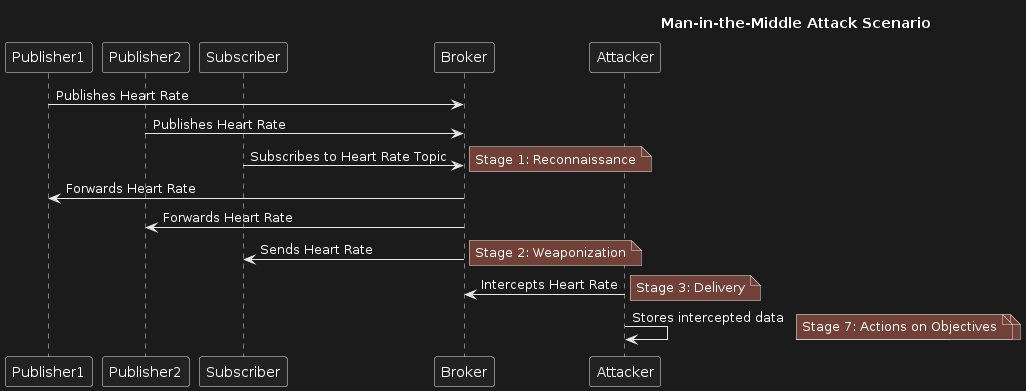 Man-in-the-Middle Attack Scenario
Publisher1
Publisher2
Subscriber
Broker
Attacker
Publishes Heart Rate
Publishes Heart Rate
Subscribes to Heart Rate Topic
Stage 1: Reconnaissance
Forwards Heart Rate
Forwards Heart Rate
Sends Heart Rate
Stage 2: Weaponization
Intercepts Heart Rate
Stage 3: Delivery
Stores intercepted data
Stage 7: Actions on Objectives
Publisher1
Publisher2
Subscriber
Broker
Attacker